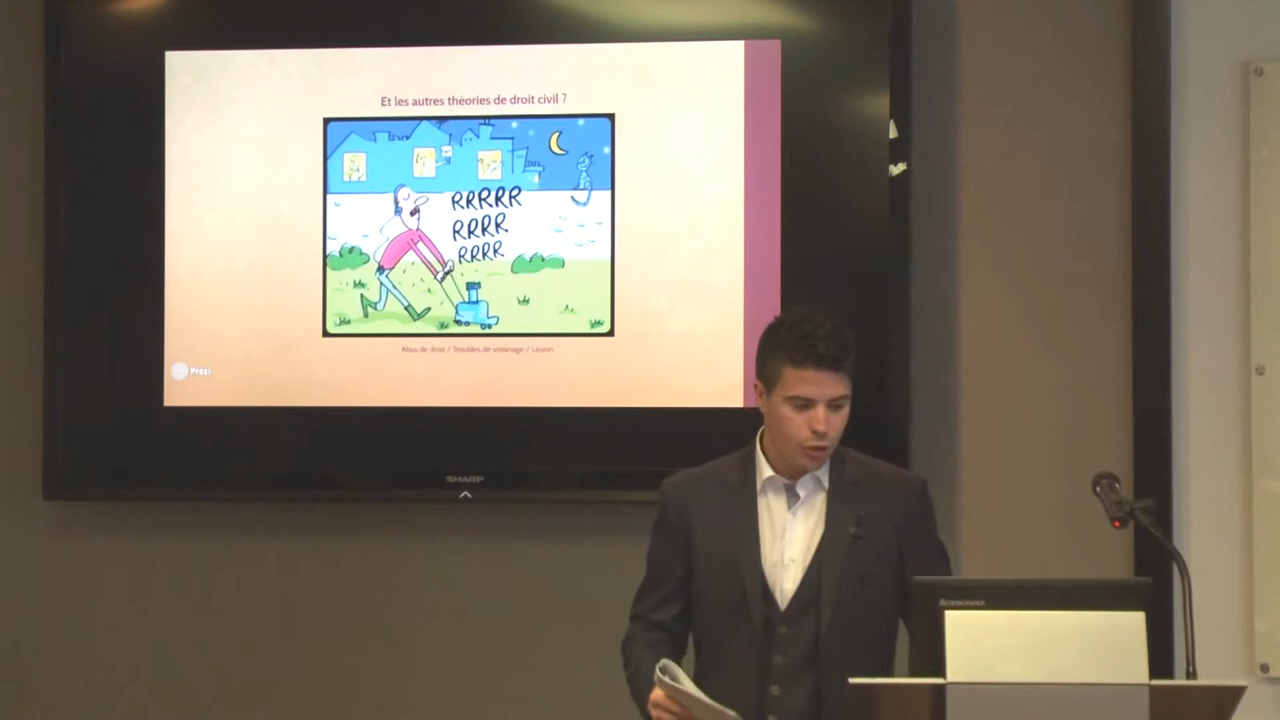 Et les autres théories de droit civil ?
RRRRR
RRRR
RRRR
Abus de droit / Troubles de voisinage / Lésion
Prezi
SHARP
lenovo